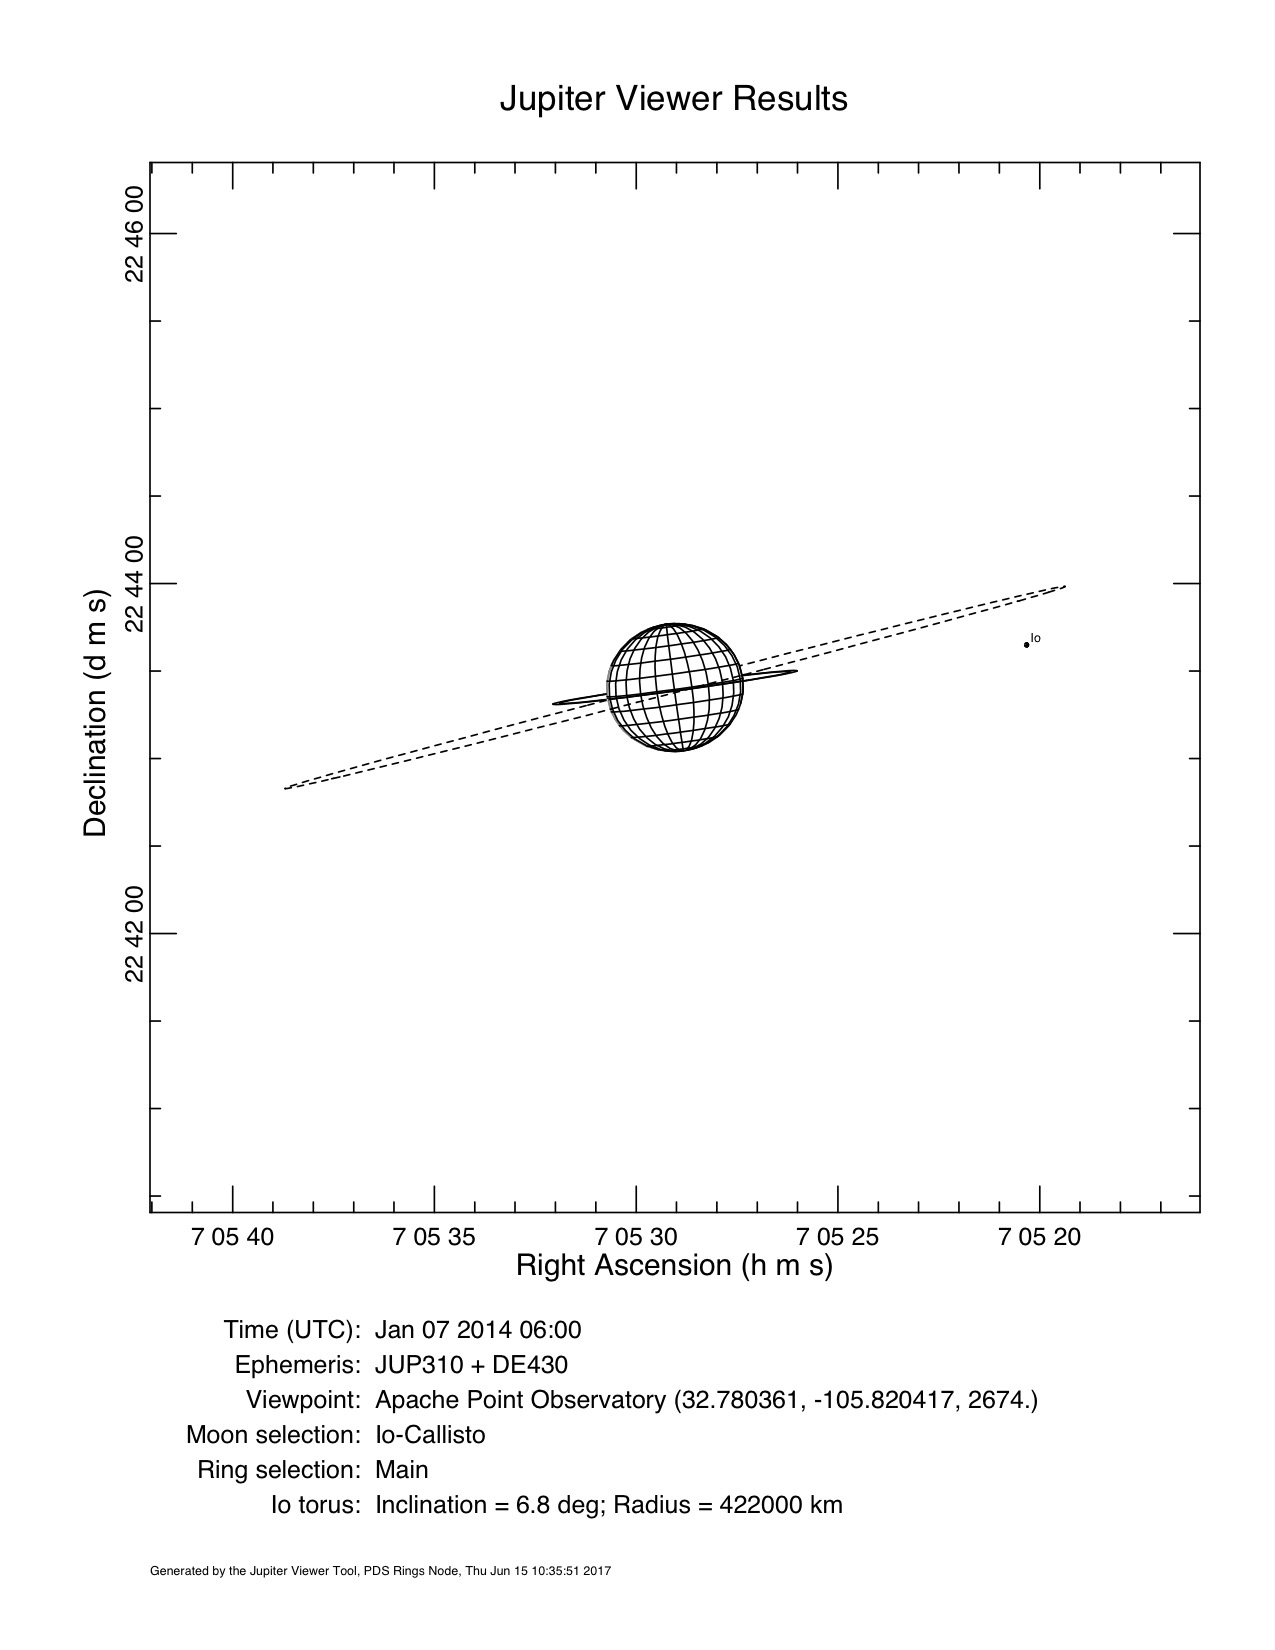 Jupiter Viewer Results
22 46 00
22 44 00
Io
Declination (d m s)
22 42 00
7 05 40 7 05 35 7 05 30 7 05 25 7 05 20
Right Ascension (h m s)
Time (UTC): Jan 07 2014 06:00
Ephemeris: JUP310 + DE430
Viewpoint: Apache Point Observatory (32.780361, -105.820417, 2674.)
Moon selection: Io-Callisto
Ring selection: Main
Io torus: Inclination = 6.8 deg; Radius = 422000 km
Generated by the Jupiter Viewer Tool, PDS Rings Node, Thu Jun 15 10:35:51 2017